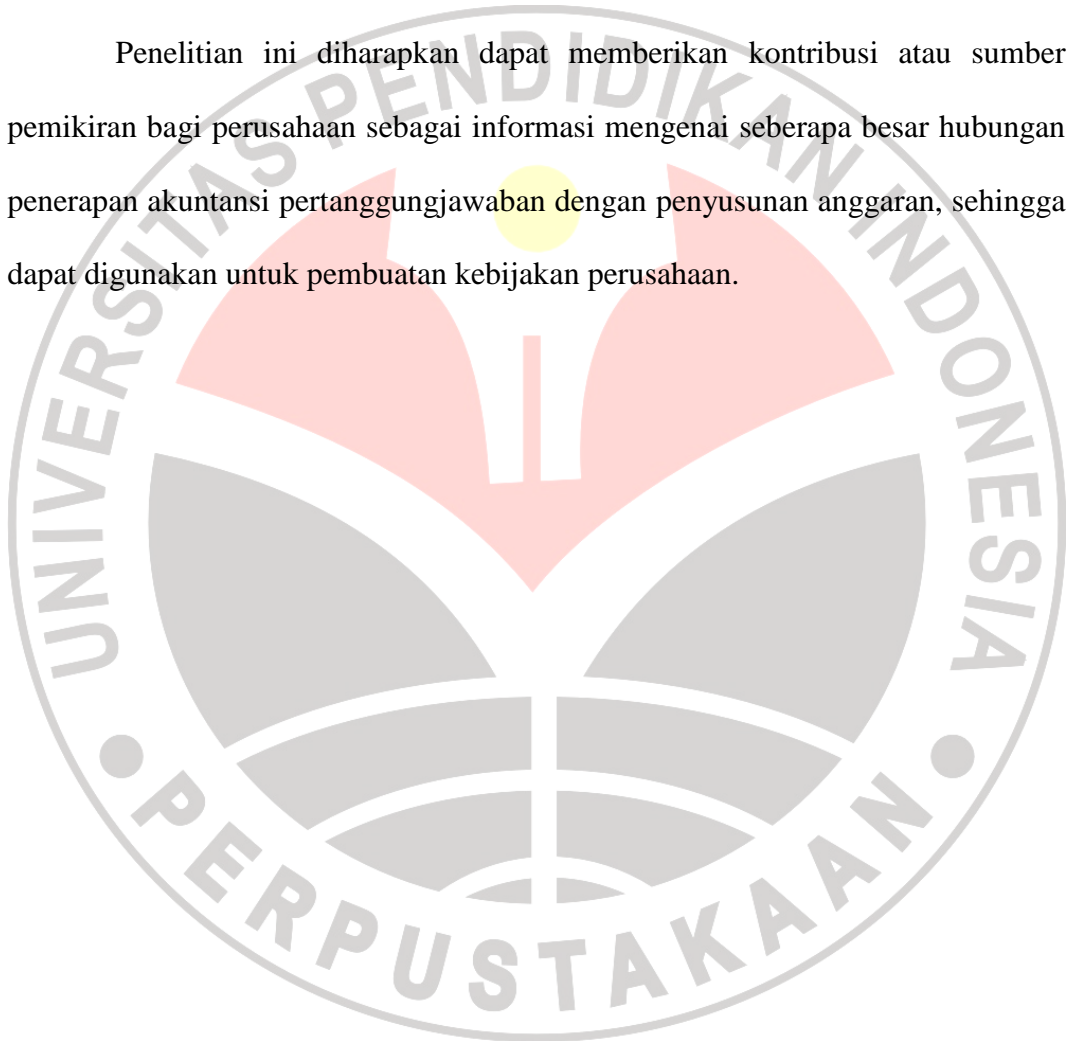 Penelitian ini diharapkan dapat memberikan kontribusi atau sumber
pemikiran bagi perusahaan sebagai informasi mengenai seberapa besar hubungan
penerapan akuntansi pertanggungjawaban dengan penyusunan anggaran, sehingga
dapat digunakan untuk pembuatan kebijakan perusahaan.
UNIVERSITAS PENDIDIKAN INDONESIA
PERPUSTAKAAN